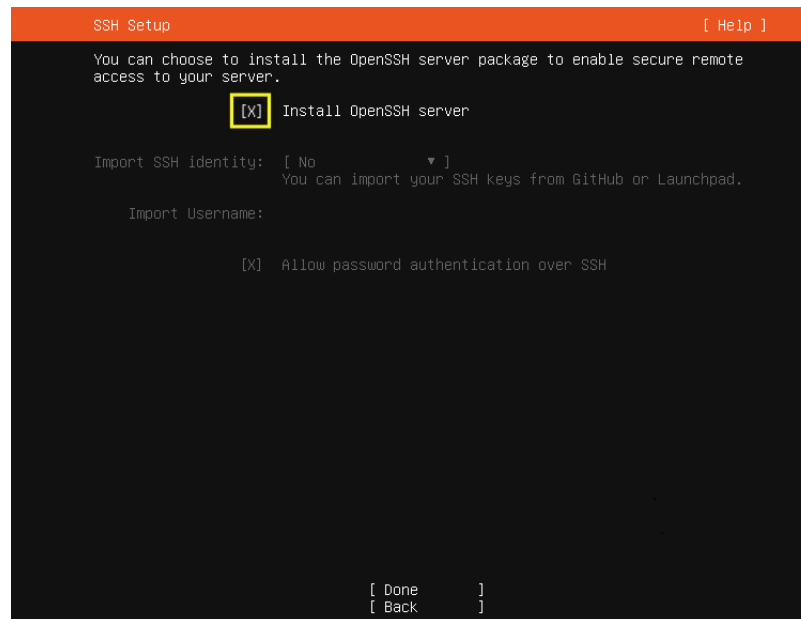 SSH Setup [ Help ]
You can choose to install the OpenSSH server package to enable secure remote
access to your server.
[X] Install OpenSSH server
Import SSH identity: [ No ▾ ]
You can import your SSH keys from GitHub or Launchpad.
Import Username:
[X] Allow password authentication over SSH
[ Done ]
[ Back ]